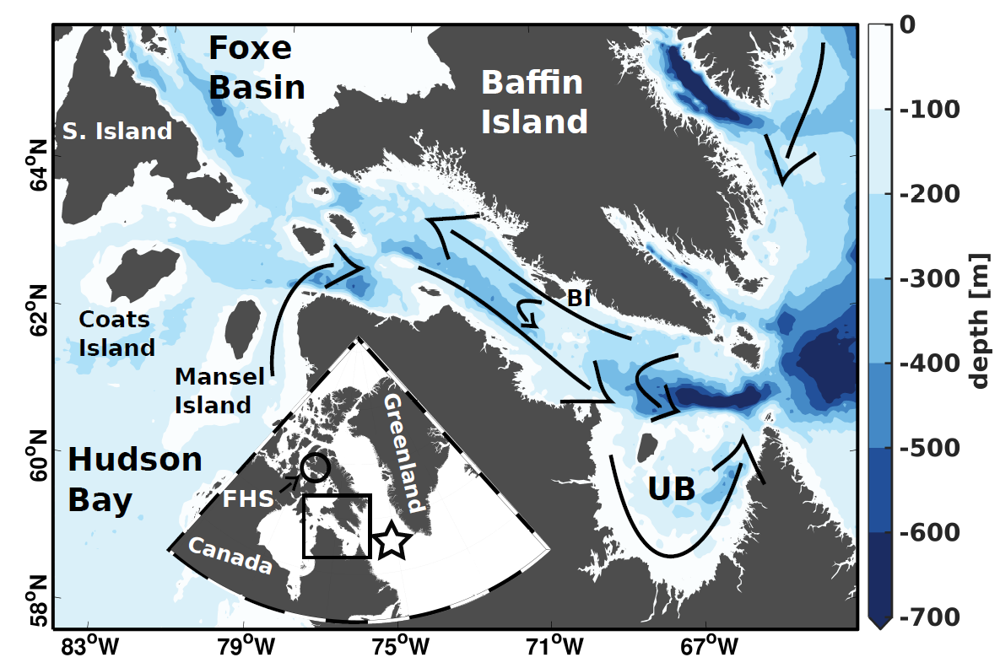 Foxe
Basin
Baffin
Island
S. Island
Coats
Island
Mansel
Island
BI
Hudson
Bay
UB
Greenland
FHS
Canada
64°N
62°N
60°N
58°N
83°W
79°W
75°W
71°W
67°W
0
-100
-200
-300
-400
-500
-600
-700
depth [m]